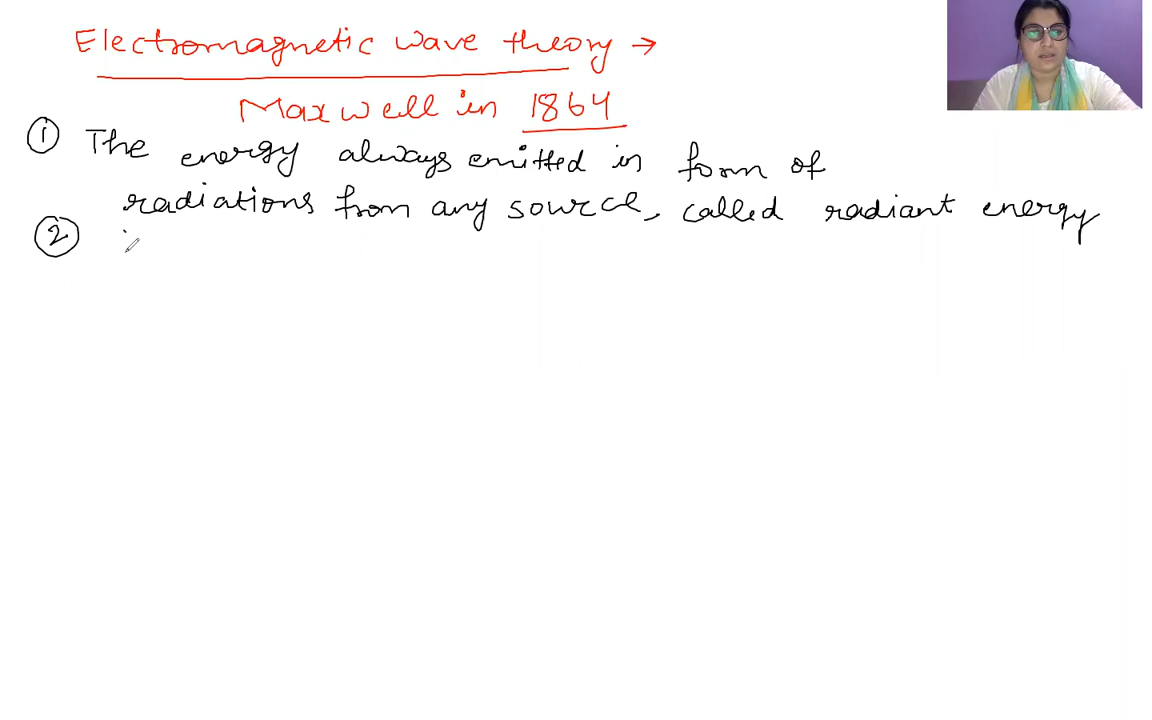 Electromagnetic wave theory →
Maxwell in 1864
① The energy always emitted in form of
radiations from any source, called radiant energy
②